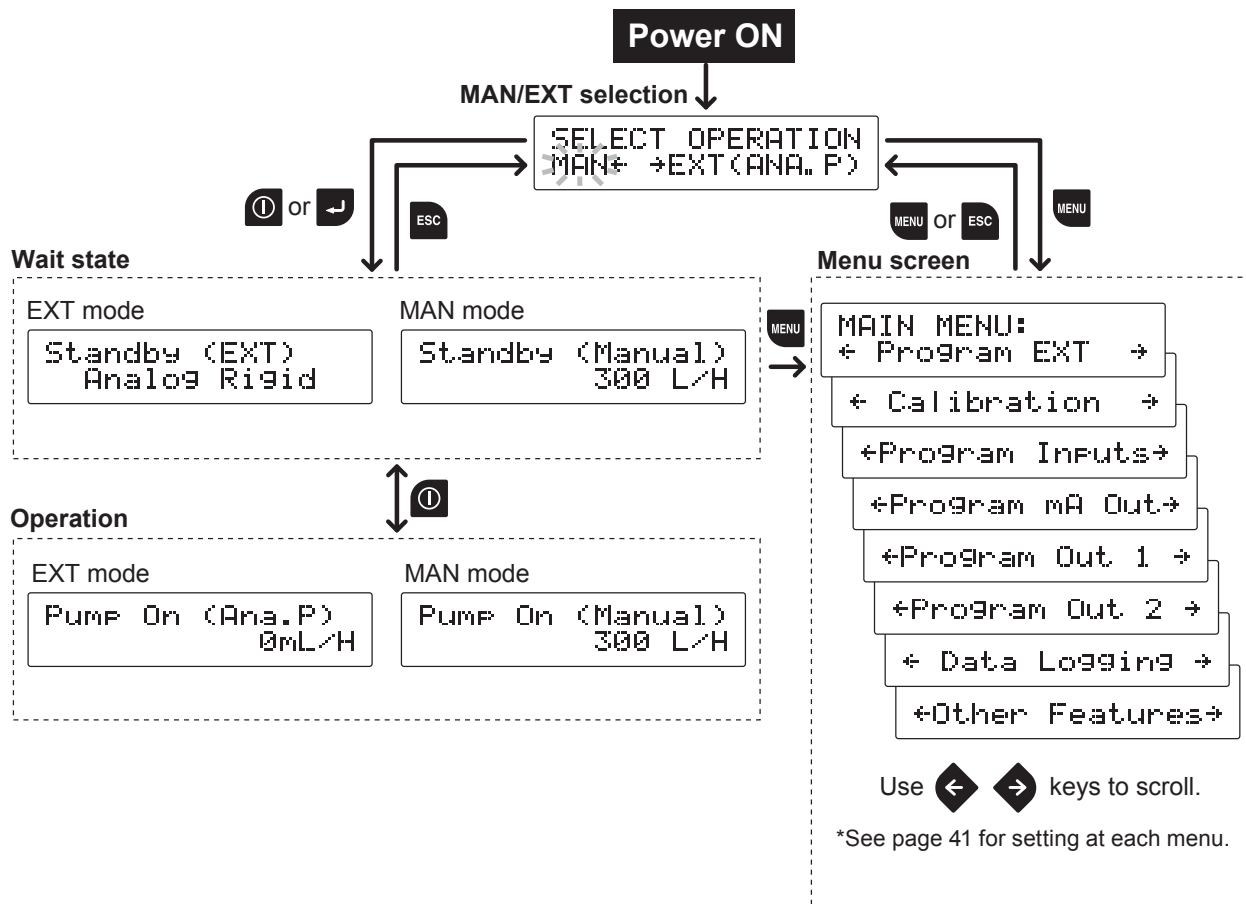 Power ON
MAN/EXT selection
SELECT OPERATION
MAN← →EXT(ANA. P)
or
ESC
MENU or ESC
MENU
Wait state
EXT mode
Standby (EXT)
Analog Rigid
MAN mode
Standby (Manual)
300 L/H
MENU
Operation
EXT mode
Pump On (Ana.P)
0mL/H
MAN mode
Pump On (Manual)
300 L/H
Menu screen
MAIN MENU:
← Program EXT →
← Calibration →
←Program Inputs→
←Program mA Out→
←Program Out 1 →
←Program Out 2 →
← Data Logging →
←Other Features→
Use ← → keys to scroll.
*See page 41 for setting at each menu.